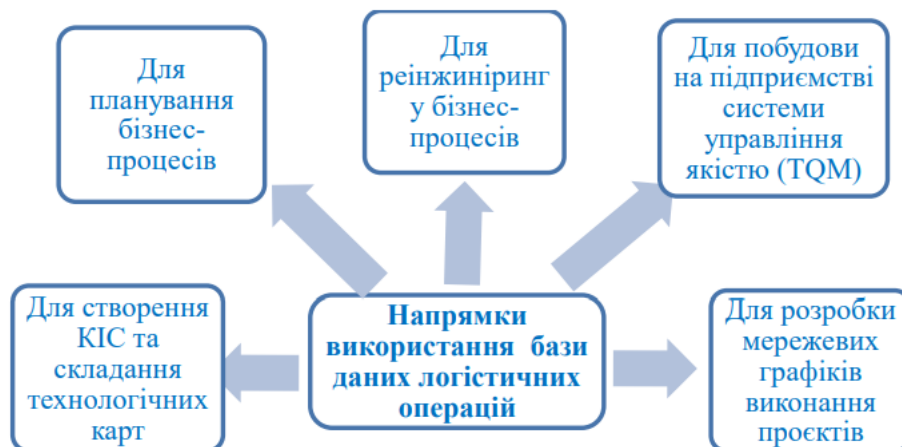 Для
планування
бізнес-
процесів
Для
реінжиніринг
у бізнес-
процесів
Для побудови
на підприємстві
системи
управління
якістю (TQM)
Для створення
КІС та
складання
технологічних
карт
Напрямки
використання бази
даних логістичних
операцій
Для розробки
мережевих
графіків
виконання
проєктів